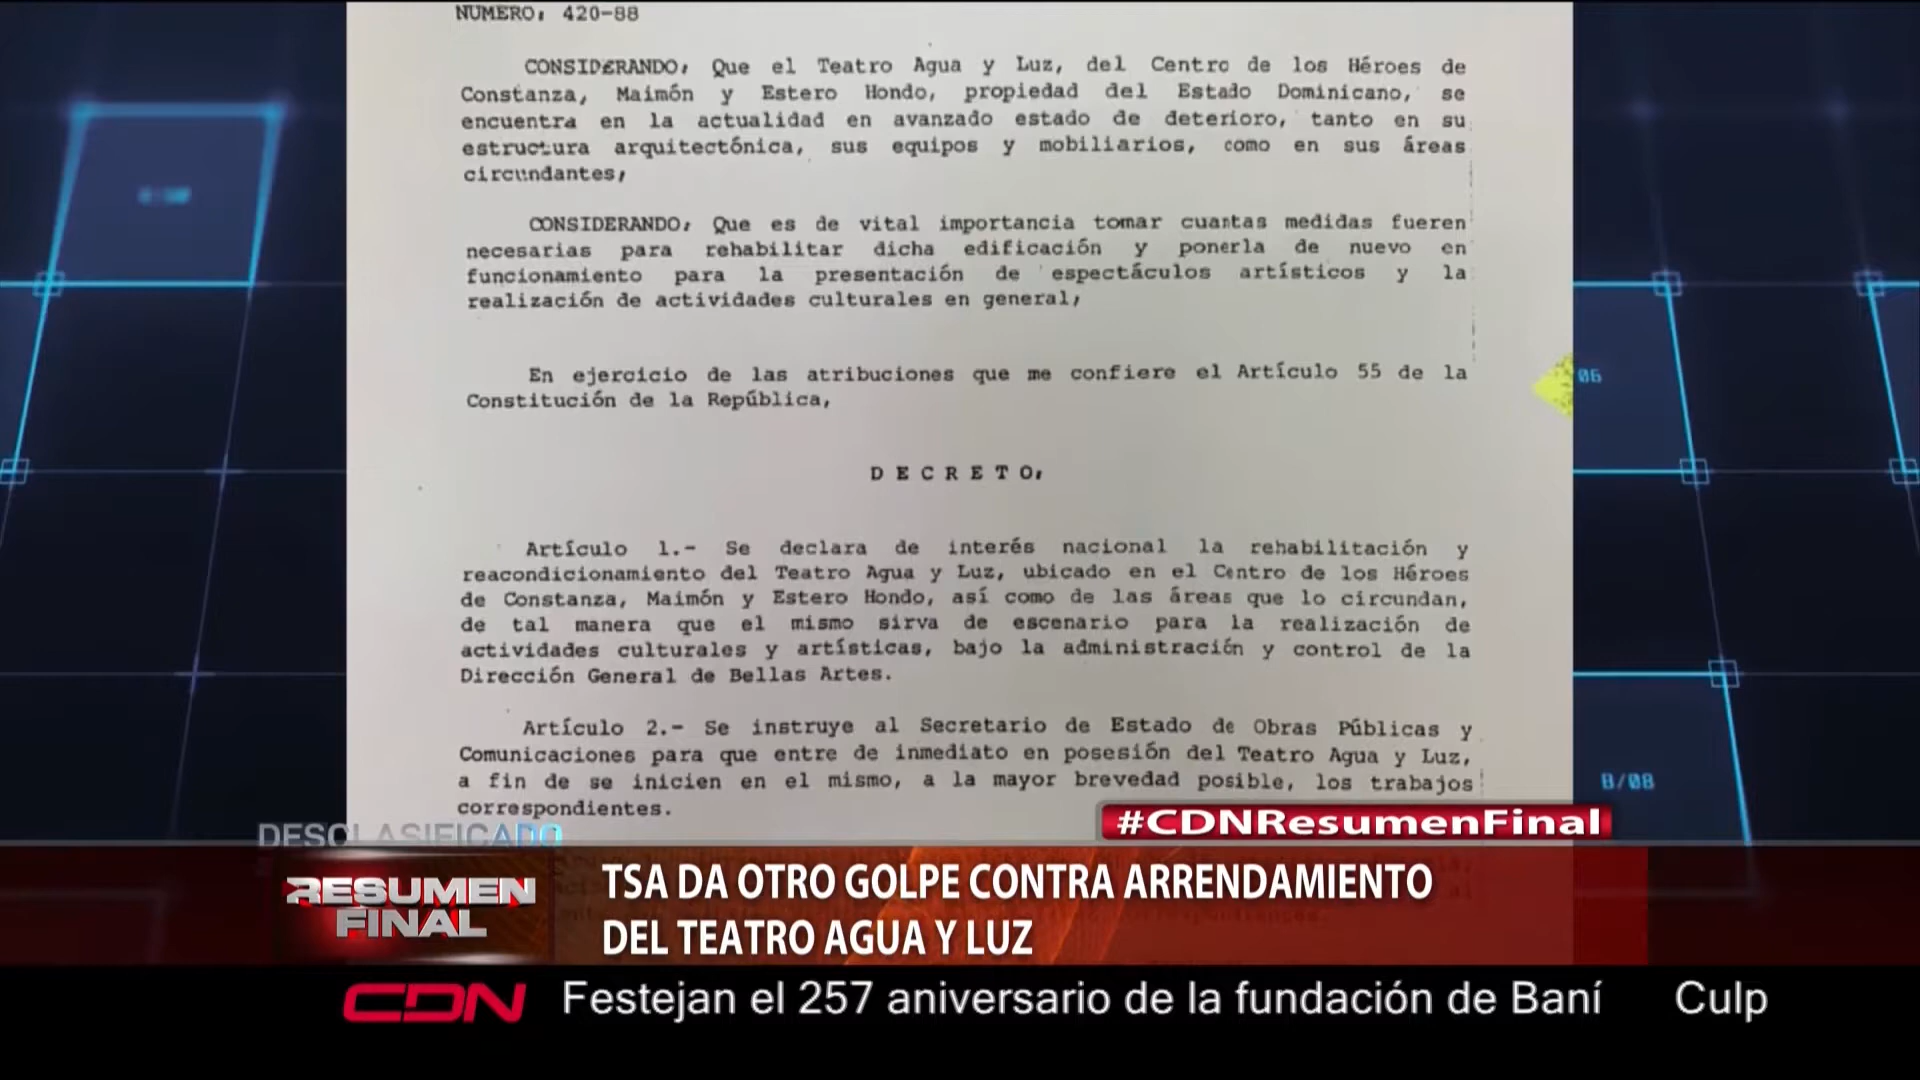 NUMERO, 420-88
CONSIDERANDO, Que el Teatro Agua y Luz, del Centro de los Héroes de
Constanza, Maimón y Estero Hondo, propiedad del Estado Dominicano, se
encuentra en la actualidad en avanzado estado de deterioro, tanto en su
estructura arquitectónica, sus equipos y mobiliarios, como en sus áreas
circundantes,
CONSIDERANDO, Que es de vital importancia tomar cuantas medidas fueren
necesarias para rehabilitar dicha edificación y ponerla de nuevo en
funcionamiento para la presentación de espectáculos artísticos y la
realización de actividades culturales en general,
En ejercicio de las atribuciones que me confiere el Artículo 55 de la
Constitución de la República,
D E C R E T O,
Artículo 1.- Se declara de interés nacional la rehabilitación y
reacondicionamiento del Teatro Agua y Luz, ubicado en el Centro de los Héroes
de Constanza, Maimón y Estero Hondo, así como de las áreas que lo circundan,
de tal manera que el mismo sirva de escenario para la realización de
actividades culturales y artísticas, bajo la administración y control de la
Dirección General de Bellas Artes.
Artículo 2.- Se instruye al Secretario de Estado de Obras Públicas y
Comunicaciones para que entre de inmediato en posesión del Teatro Agua y Luz,
a fin de se inicien en el mismo, a la mayor brevedad posible, los trabajos
correspondientes.
06
B/08
DESCLASIFICADO
#CDNResumenFinal
RESUMEN
FINAL
TSA DA OTRO GOLPE CONTRA ARRENDAMIENTO
DEL TEATRO AGUA Y LUZ
CDN Festejan el 257 aniversario de la fundación de Baní Culp